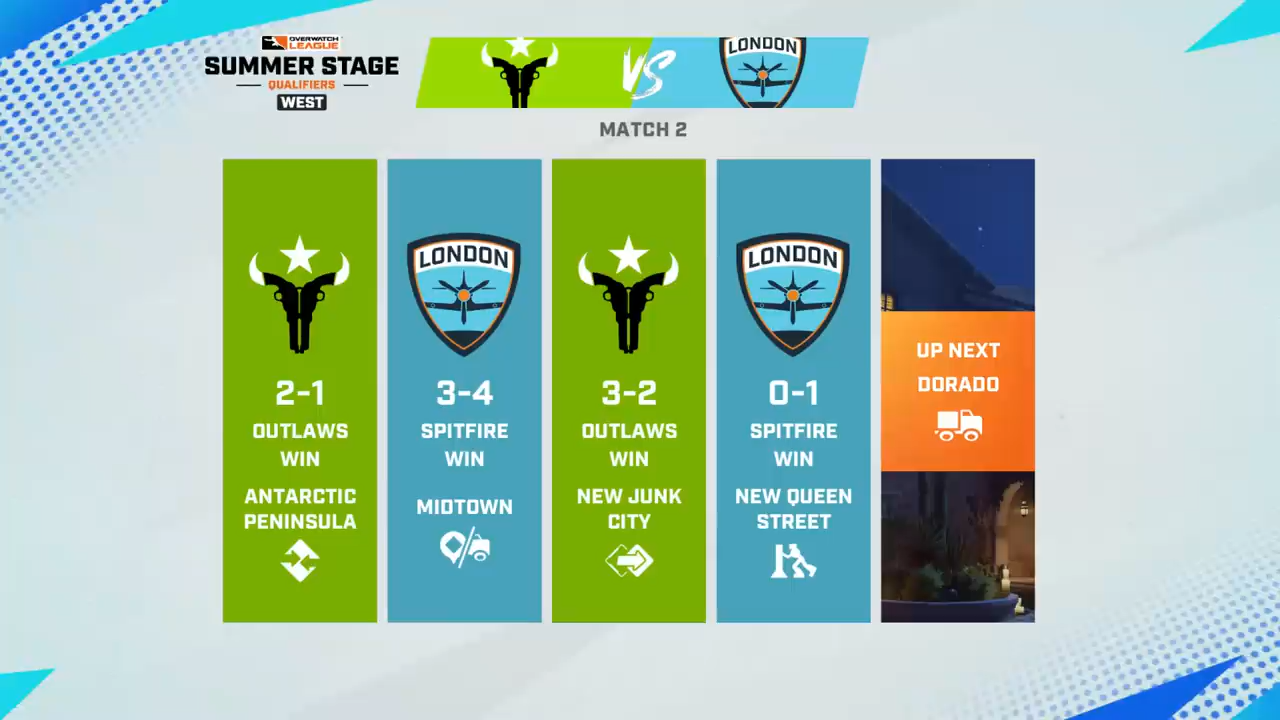 OVERWATCH
LEAGUE
SUMMER STAGE
QUALIFIERS
WEST
VS
LONDON
MATCH 2
2-1
OUTLAWS
WIN
ANTARCTIC
PENINSULA
LONDON
3-4
SPITFIRE
WIN
MIDTOWN
3-2
OUTLAWS
WIN
NEW JUNK
CITY
LONDON
0-1
SPITFIRE
WIN
NEW QUEEN
STREET
UP NEXT
DORADO